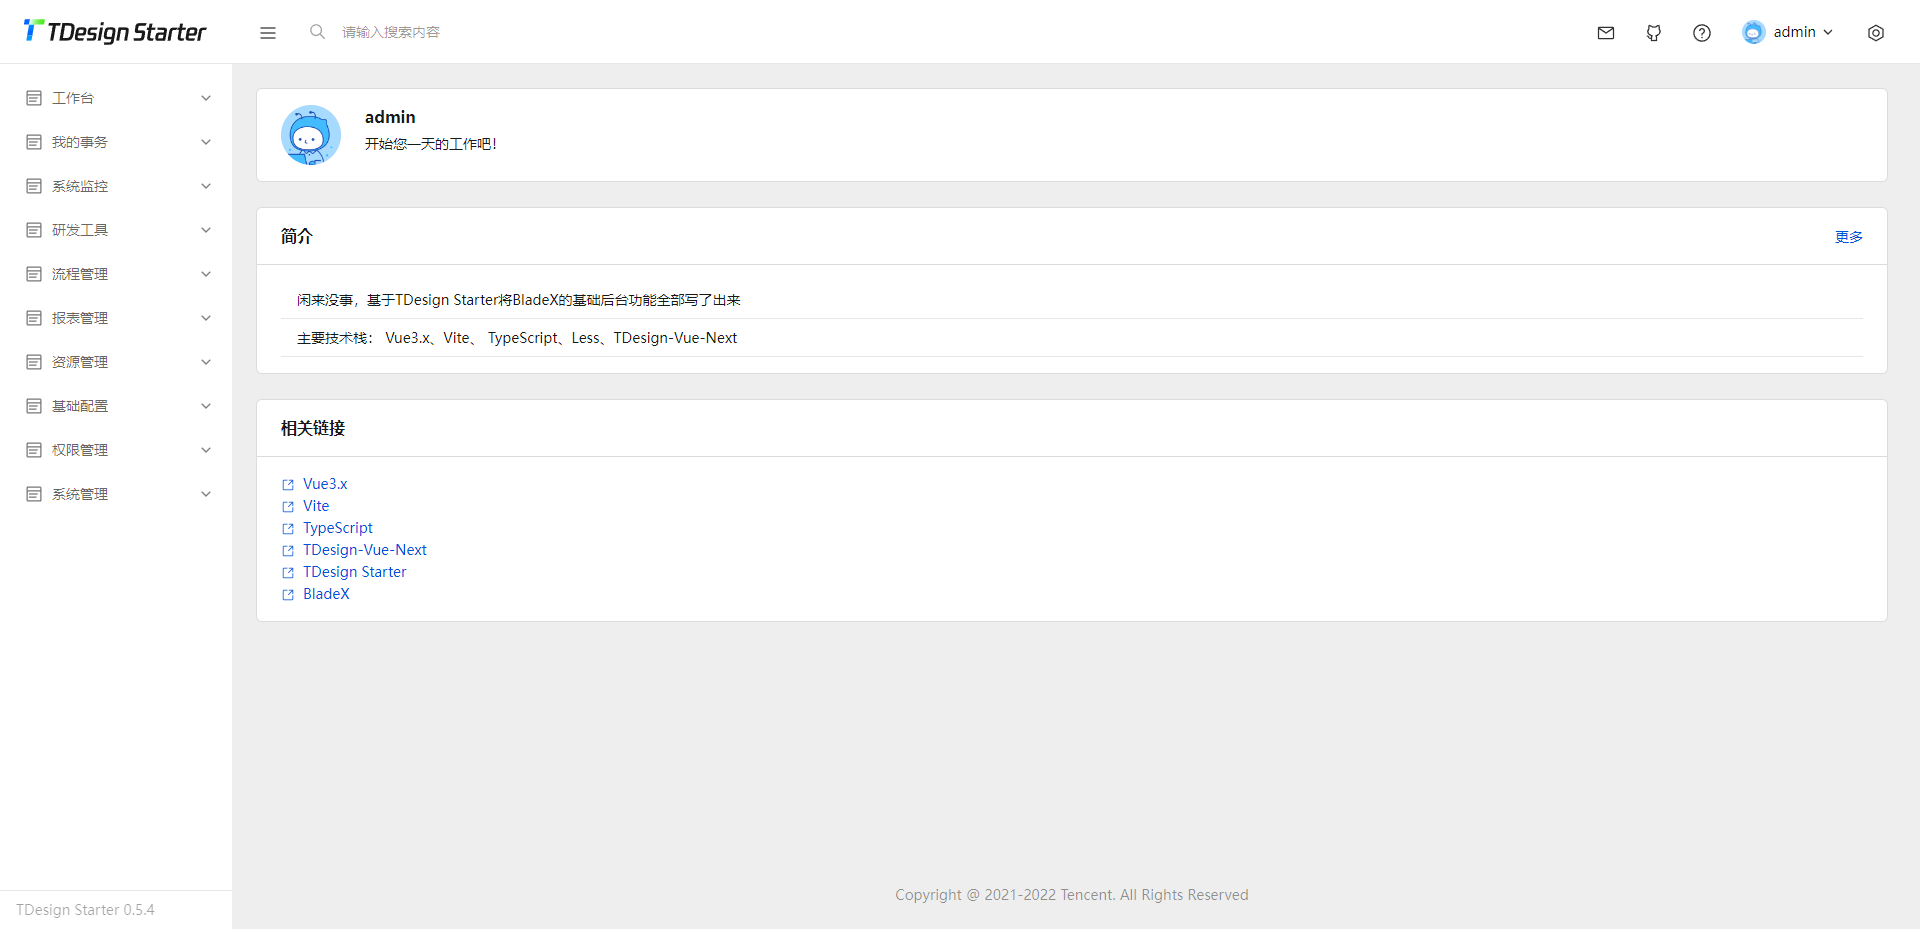 TDesign Starter
请输入搜索内容
admin
工作台
我的事务
系统监控
研发工具
流程管理
报表管理
资源管理
基础配置
权限管理
系统管理
TDesign Starter 0.5.4
admin
开始您一天的工作吧！
简介
更多
闲来没事，基于TDesign Starter将BladeX的基础后台功能全部写了出来
主要技术栈： Vue3.x、Vite、 TypeScript、Less、TDesign-Vue-Next
相关链接
Vue3.x
Vite
TypeScript
TDesign-Vue-Next
TDesign Starter
BladeX
Copyright @ 2021-2022 Tencent. All Rights Reserved